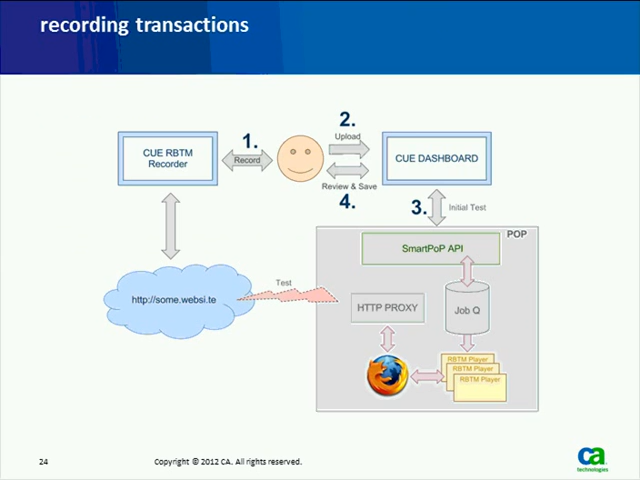 recording transactions
CUE RBTM
Recorder
1.
Record
2.
Upload
Review & Save
4.
CUE DASHBOARD
3.
Initial Test
POP
SmartPoP API
http://some.websi.te
Test
HTTP PROXY
Job Q
RBTM Player
RBTM Player
RBTM Player
24
Copyright © 2012 CA. All rights reserved.
ca
technologies